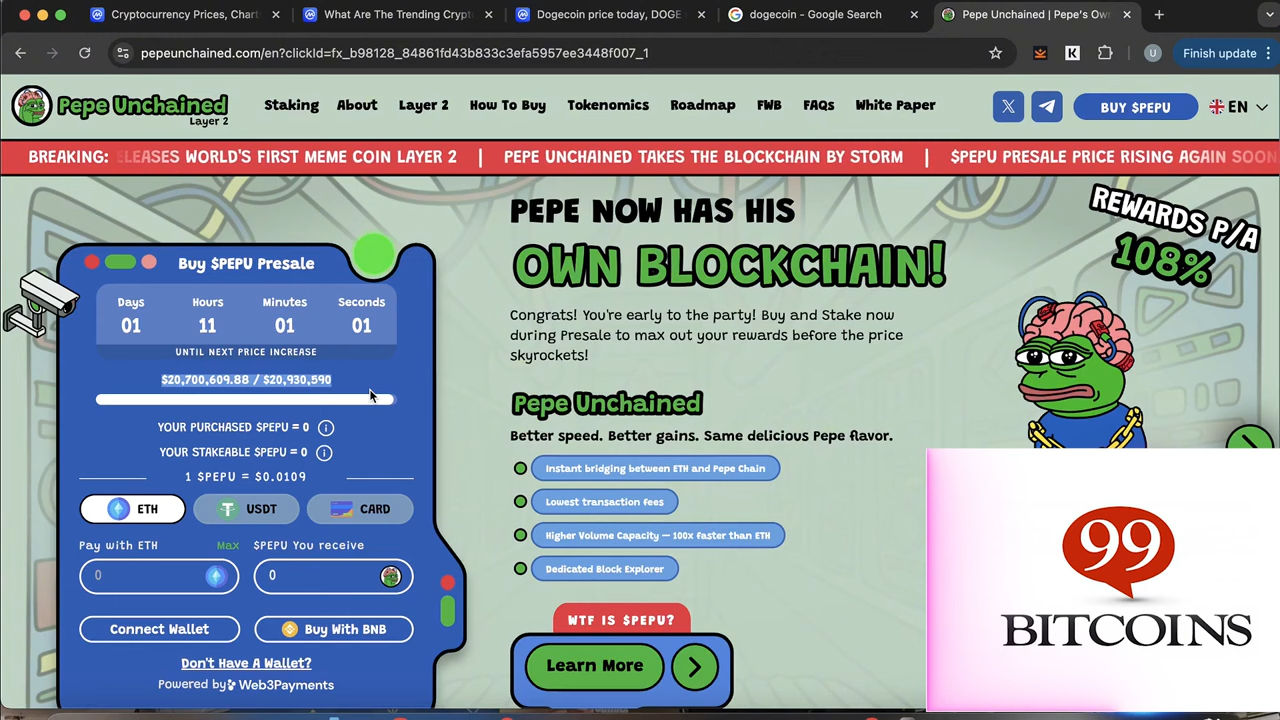 Cryptocurrency Prices, Chart
What Are The Trending Crypt
Dogecoin price today, DOGE
dogecoin - Google Search
Pepe Unchained | Pepe's Ow
pepeunchained.com/en?clickId=fx_b98128_84861fd43b833c3efa5957ee3448f007_1
K
U
Finish update
Pepe Unchained
Layer 2
Staking
About
Layer 2
How To Buy
Tokenomics
Roadmap
FWB
FAQs
White Paper
BUY $PEPU
EN
BREAKING: ELEASES WORLD'S FIRST MEME COIN LAYER 2 | PEPE UNCHAINED TAKES THE BLOCKCHAIN BY STORM | $PEPU PRESALE PRICE RISING AGAIN SOON
Buy $PEPU Presale
Days Hours Minutes Seconds
01 11 01 01
UNTIL NEXT PRICE INCREASE
$20,700,609.88 / $20,930,590
YOUR PURCHASED $PEPU = 0 i
YOUR STAKEABLE $PEPU = 0 i
1 $PEPU = $0.0109
ETH USDT CARD
Pay with ETH Max $PEPU You receive
0 0
Connect Wallet Buy With BNB
Don't Have A Wallet?
Powered by Web3Payments
PEPE NOW HAS HIS
OWN BLOCKCHAIN!
Congrats! You're early to the party! Buy and Stake now
during Presale to max out your rewards before the price
skyrockets!
Pepe Unchained
Better speed. Better gains. Same delicious Pepe flavor.
Instant bridging between ETH and Pepe Chain
Lowest transaction fees
Higher Volume Capacity — 100x faster than ETH
Dedicated Block Explorer
WTF IS $PEPU?
Learn More
REWARDS P/A
108%
99
BITCOINS